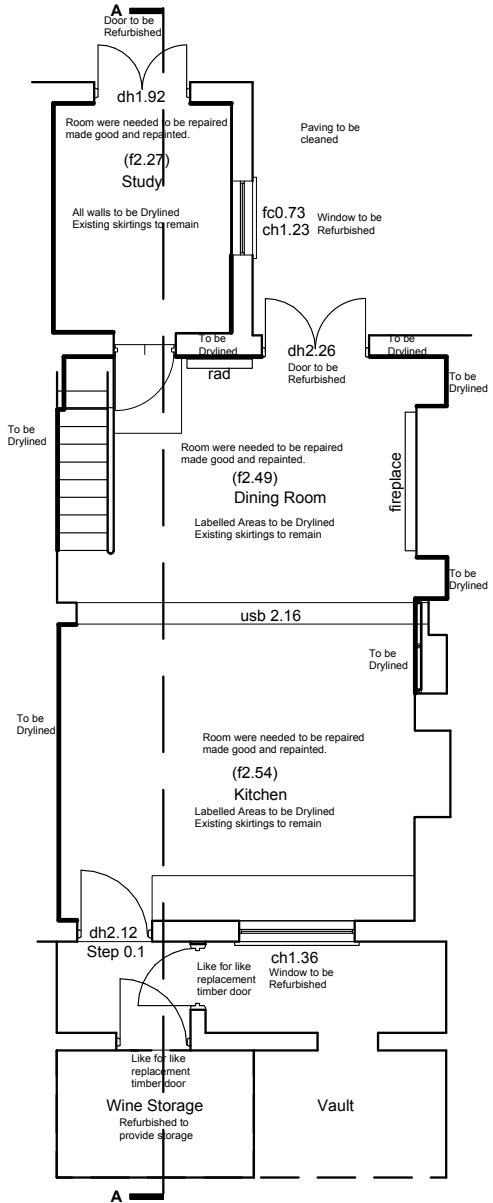 A
Door to be
Refurbished
dh1.92
Room were needed to be repaired
made good and repainted.
(f2.27)
Study
All walls to be Drylined
Existing skirtings to remain
Paving to be
cleaned
fc0.73
ch1.23
Window to be
Refurbished
To be
Drylined
rad
dh2.26
Door to be
Refurbished
To be
Drylined
To be
Drylined
To be
Drylined
Room were needed to be repaired
made good and repainted.
(f2.49)
Dining Room
Labelled Areas to be Drylined
Existing skirtings to remain
fireplace
To be
Drylined
usb 2.16
To be
Drylined
To be
Drylined
Room were needed to be repaired
made good and repainted.
(f2.54)
Kitchen
Labelled Areas to be Drylined
Existing skirtings to remain
dh2.12
Step 0.1
Like for like
replacement
timber door
ch1.36
Window to be
Refurbished
Like for like
replacement
timber door
Wine Storage
Refurbished to
provide storage
Vault
A